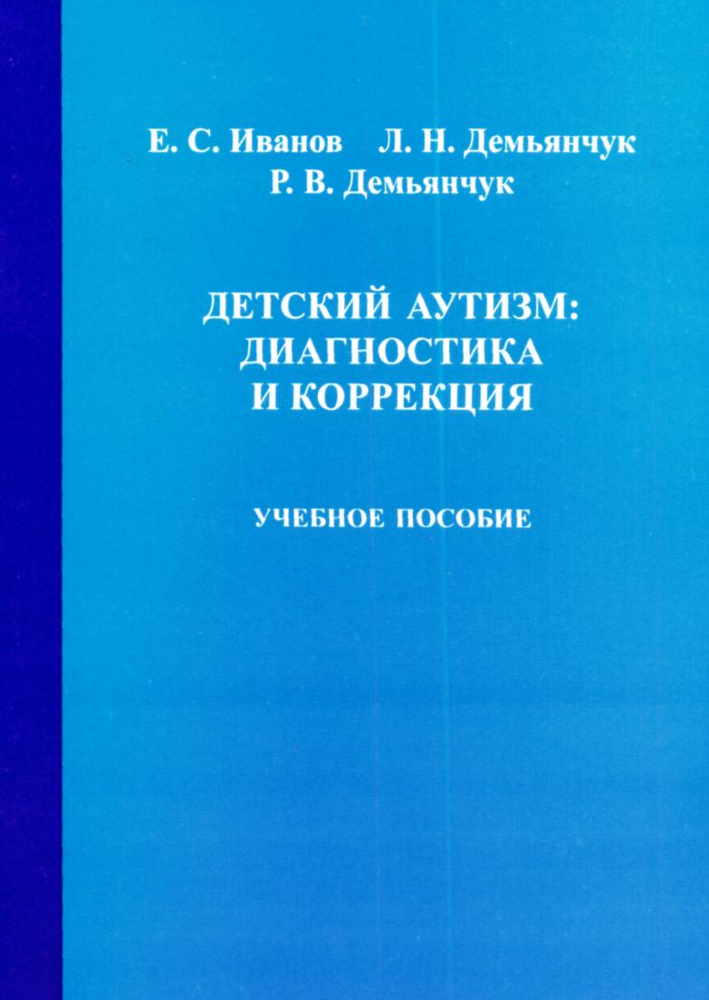 Е. С. Иванов Л. Н. Демьянчук
Р. В. Демьянчук
ДЕТСКИЙ АУТИЗМ:
ДИАГНОСТИКА
И КОРРЕКЦИЯ
УЧЕБНОЕ ПОСОБИЕ